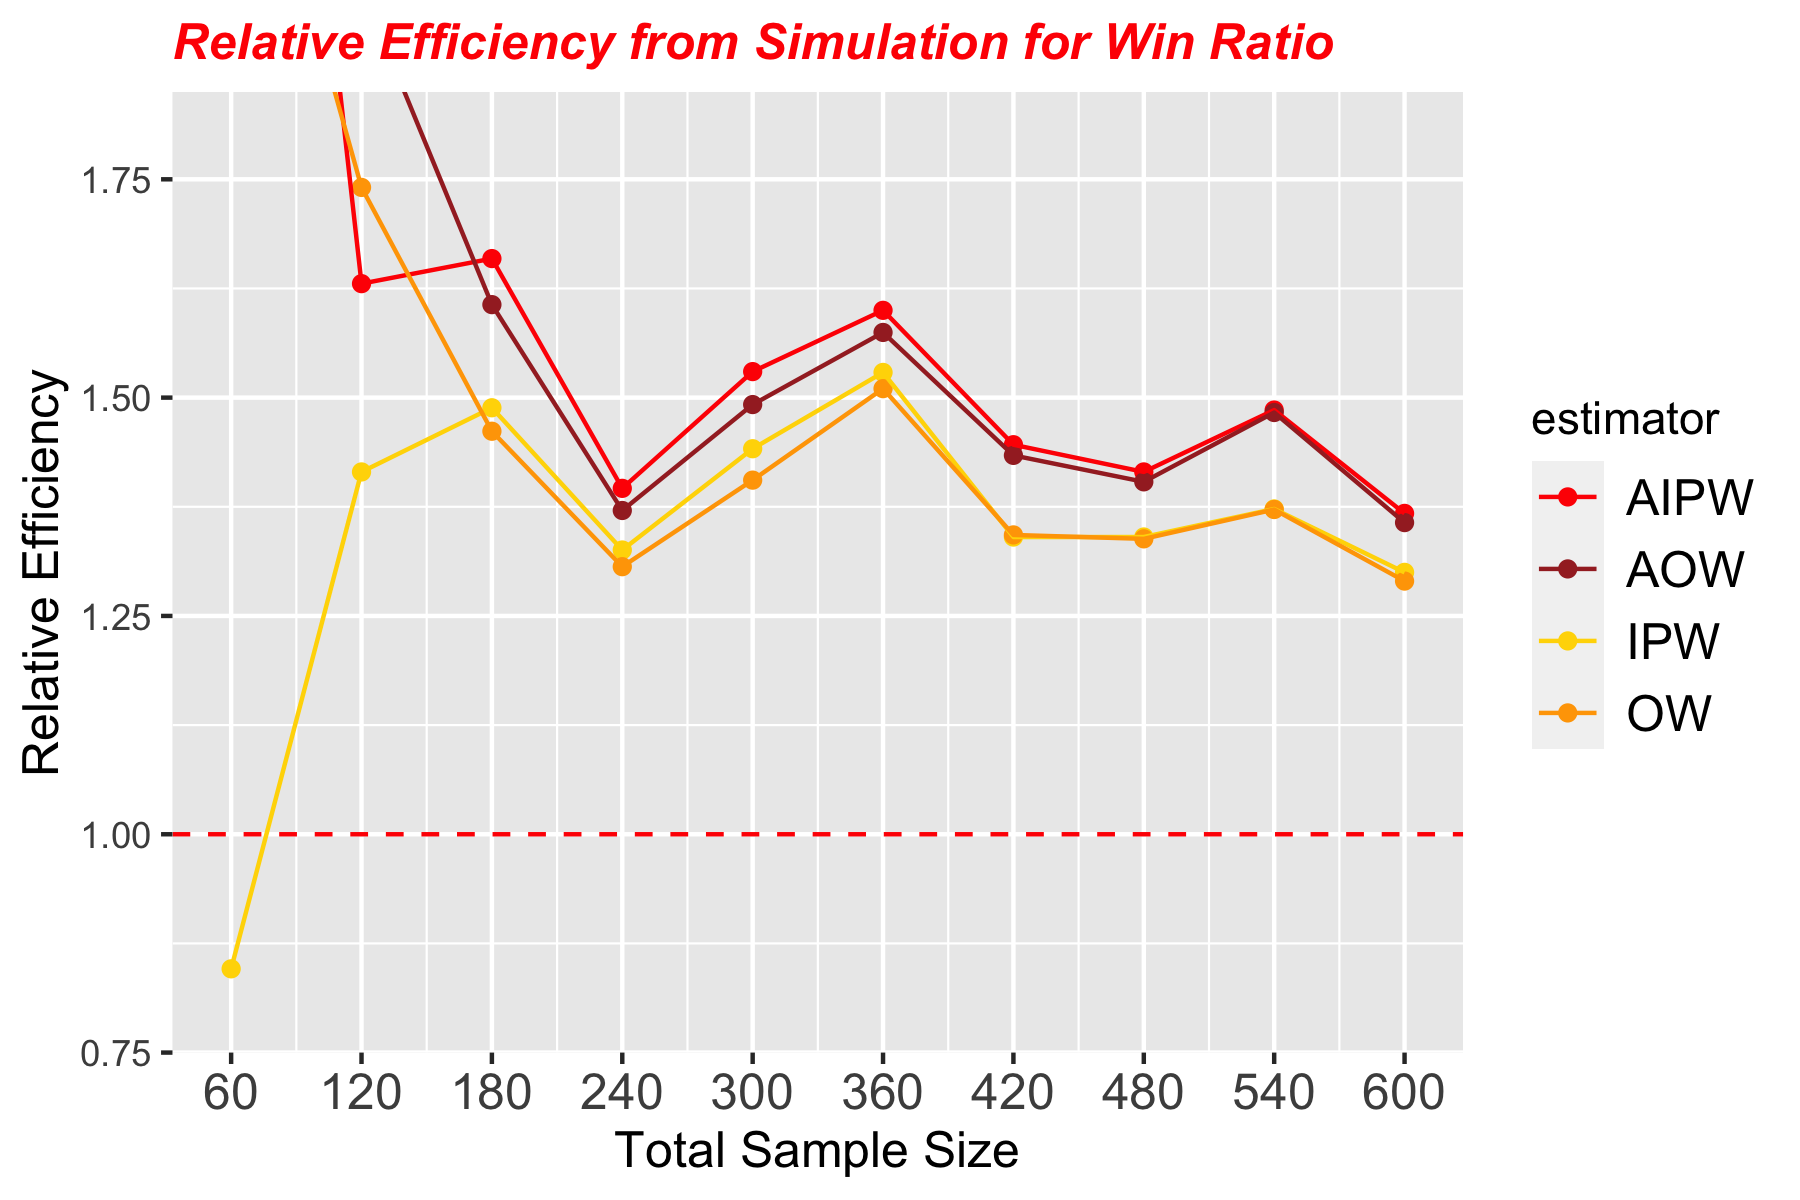 Relative Efficiency from Simulation for Win Ratio
Relative Efficiency
1.75
1.50
1.25
1.00
0.75
60 120 180 240 300 360 420 480 540 600
Total Sample Size
estimator
AIPW
AOW
IPW
OW